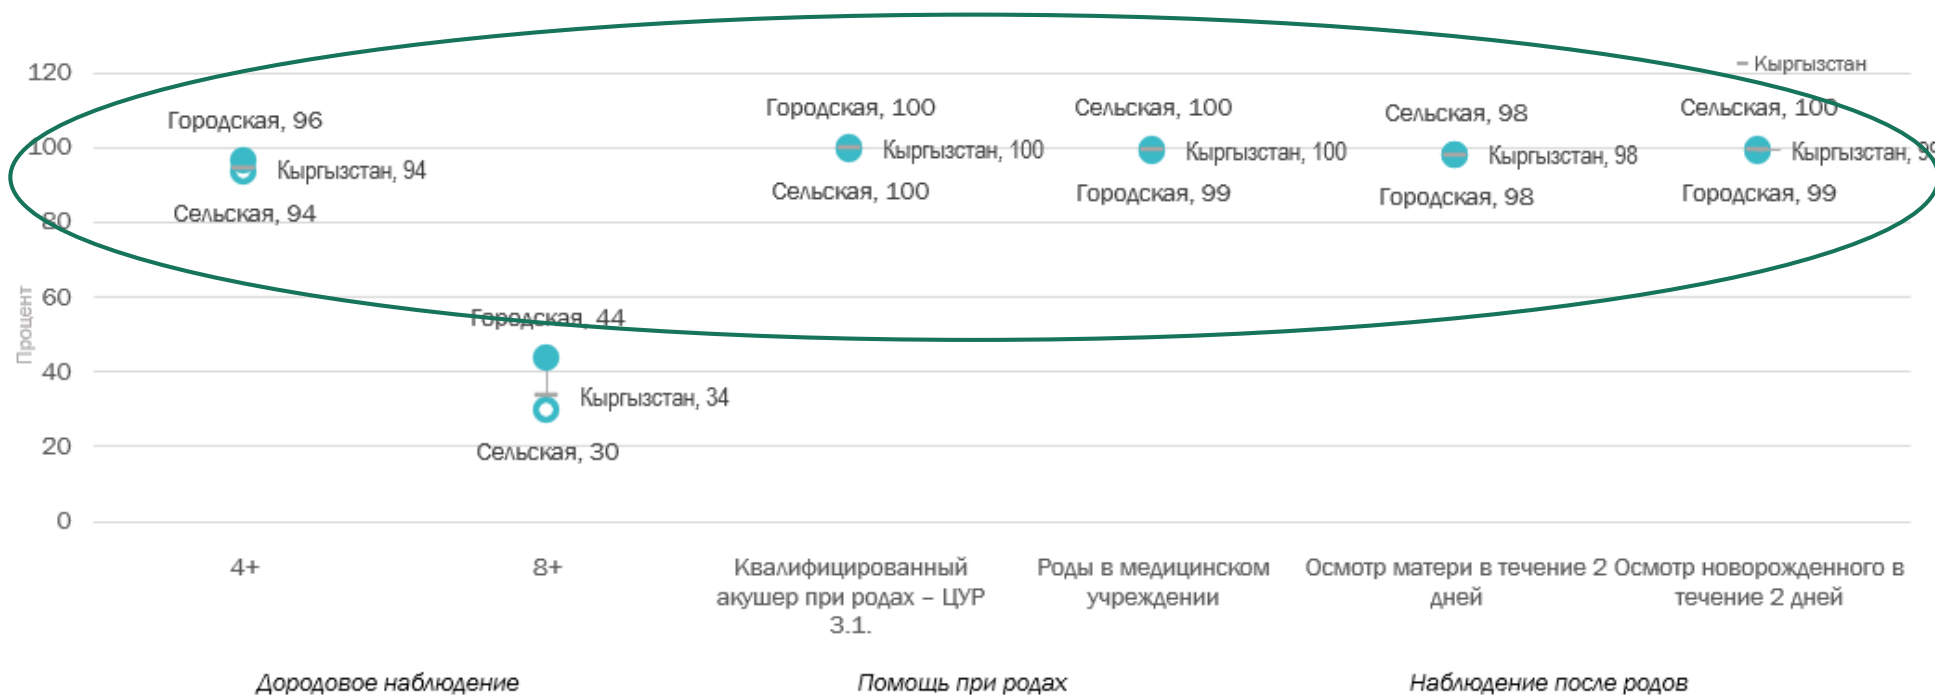 120
100
80
60
40
20
0
Процент
Кыргызстан
Городская, 96
Кыргызстан, 94
Сельская, 94
Городская, 44
Кыргызстан, 34
Сельская, 30
Городская, 100
Кыргызстан, 100
Сельская, 100
Сельская, 100
Кыргызстан, 100
Городская, 99
Сельская, 98
Кыргызстан, 98
Городская, 98
Сельская, 100
Кыргызстан, 99
Городская, 99
4+
8+
Квалифицированный
акушер при родах – ЦУР
3.1.
Роды в медицинском
учреждении
Осмотр матери в течение 2
дней
Осмотр новорожденного в
течение 2 дней
Дородовое наблюдение
Помощь при родах
Наблюдение после родов